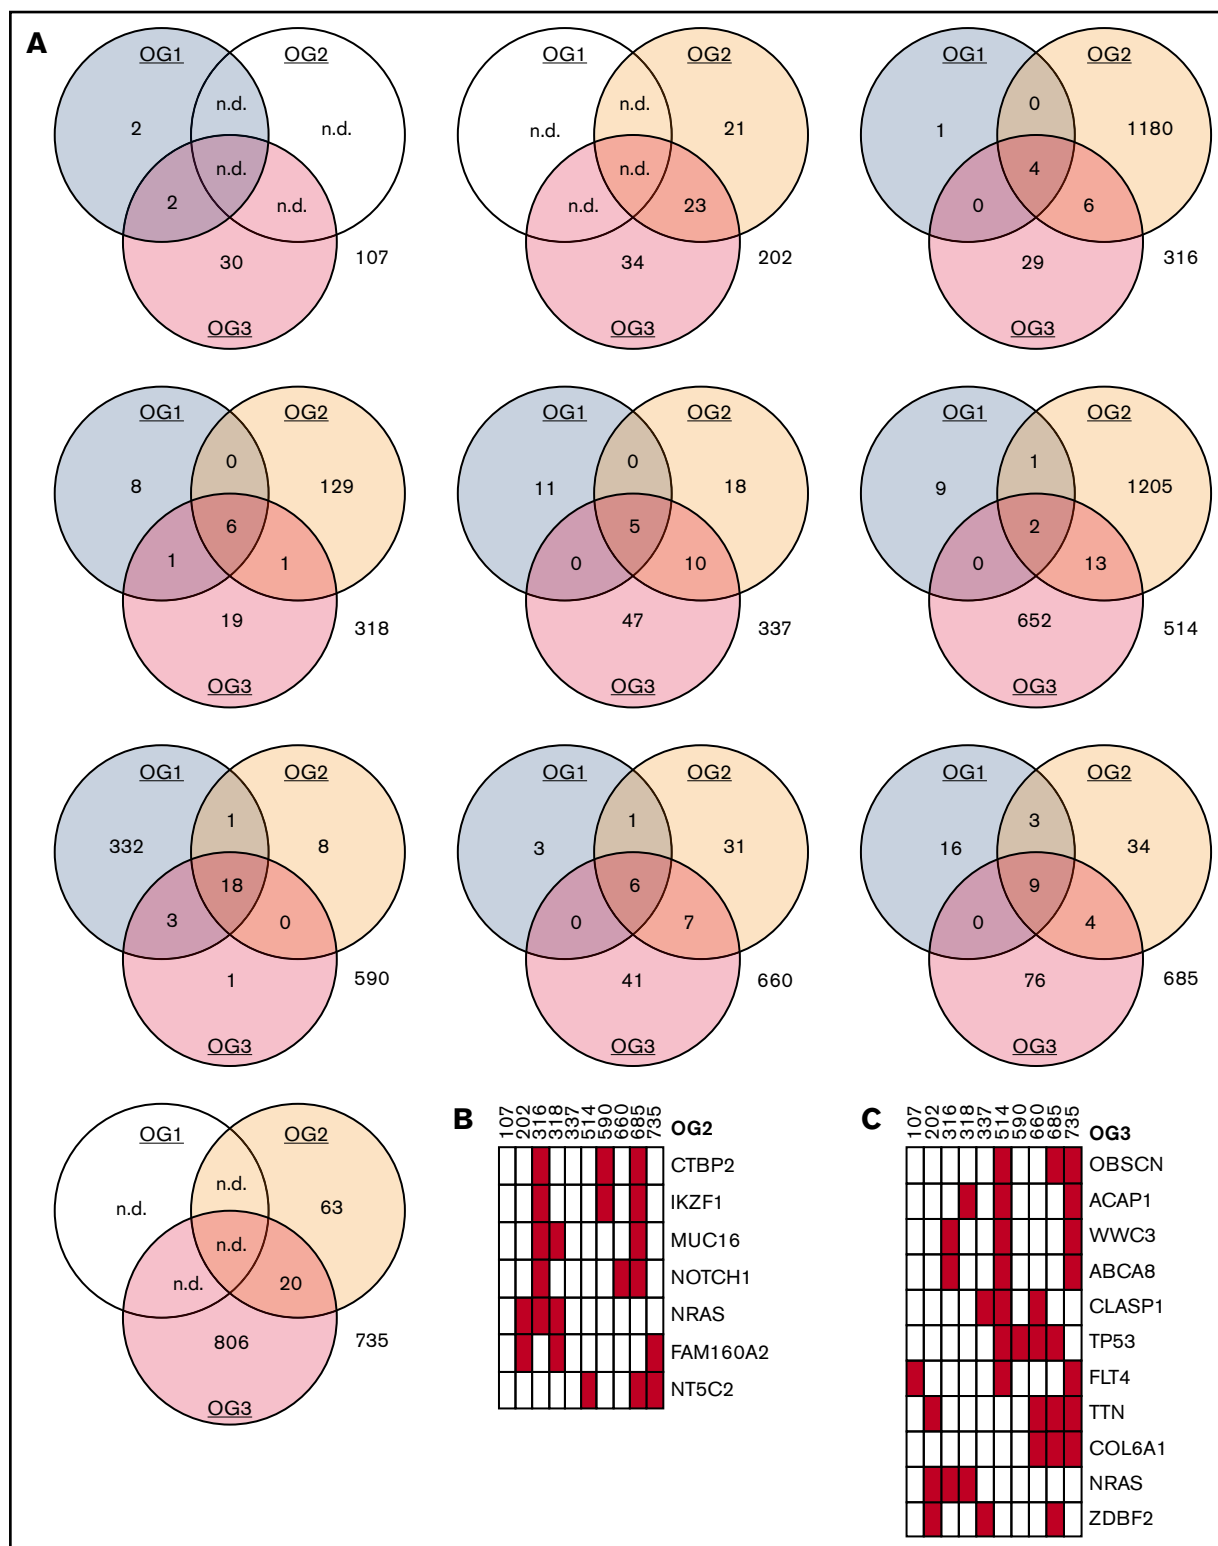 A
OG1 OG2
n.d.
2 n.d.
n.d.
2 n.d.
30 107
OG3
OG1 OG2
n.d.
n.d. 21
n.d.
n.d. 23
34 202
OG3
OG1 OG2
0
1 1180
4
0 6
29 316
OG3
OG1 OG2
0
8 129
6
1 1
19 318
OG3
OG1 OG2
0
11 18
5
0 10
47 337
OG3
OG1 OG2
1
9 1205
2
0 13
652 514
OG3
OG1 OG2
1
332 8
18
3 0
1 590
OG3
OG1 OG2
1
3 31
6
0 7
41 660
OG3
OG1 OG2
3
16 34
9
0 4
76 685
OG3
OG1 OG2
n.d.
n.d. 63
n.d.
n.d. 20
806 735
OG3
B
107 202 316 318 337 514 590 660 685 735 OG2
CTBP2
IKZF1
MUC16
NOTCH1
NRAS
FAM160A2
NT5C2
C
107 202 316 318 337 514 590 660 685 735 OG3
OBSCN
ACAP1
WWC3
ABCA8
CLASP1
TP53
FLT4
TTN
COL6A1
NRAS
ZDBF2